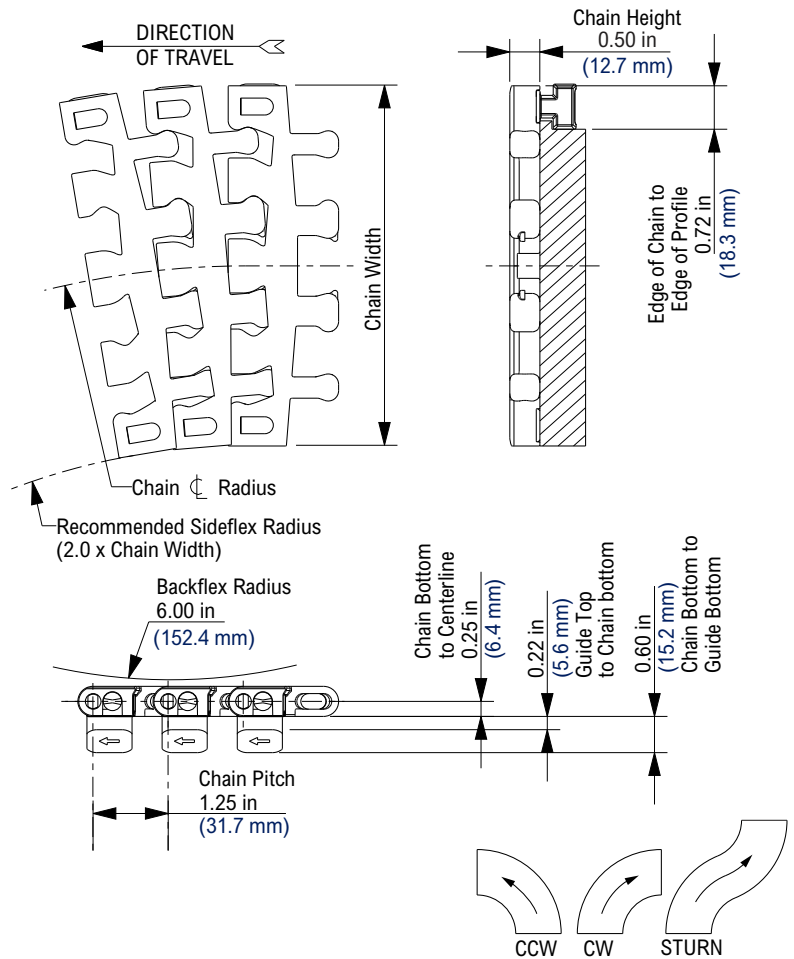 DIRECTION
OF TRAVEL
Chain Height
0.50 in
(12.7 mm)
Chain Width
Edge of Chain to
Edge of Profile
0.72 in
(18.3 mm)
Chain ℄ Radius
Recommended Sideflex Radius
(2.0 x Chain Width)
Backflex Radius
6.00 in
(152.4 mm)
Chain Bottom
to Centerline
0.25 in
(6.4 mm)
0.22 in
(5.6 mm)
Guide Top
to Chain bottom
0.60 in
(15.2 mm)
Chain Bottom to
Guide Bottom
Chain Pitch
1.25 in
(31.7 mm)
CCW
CW
STURN